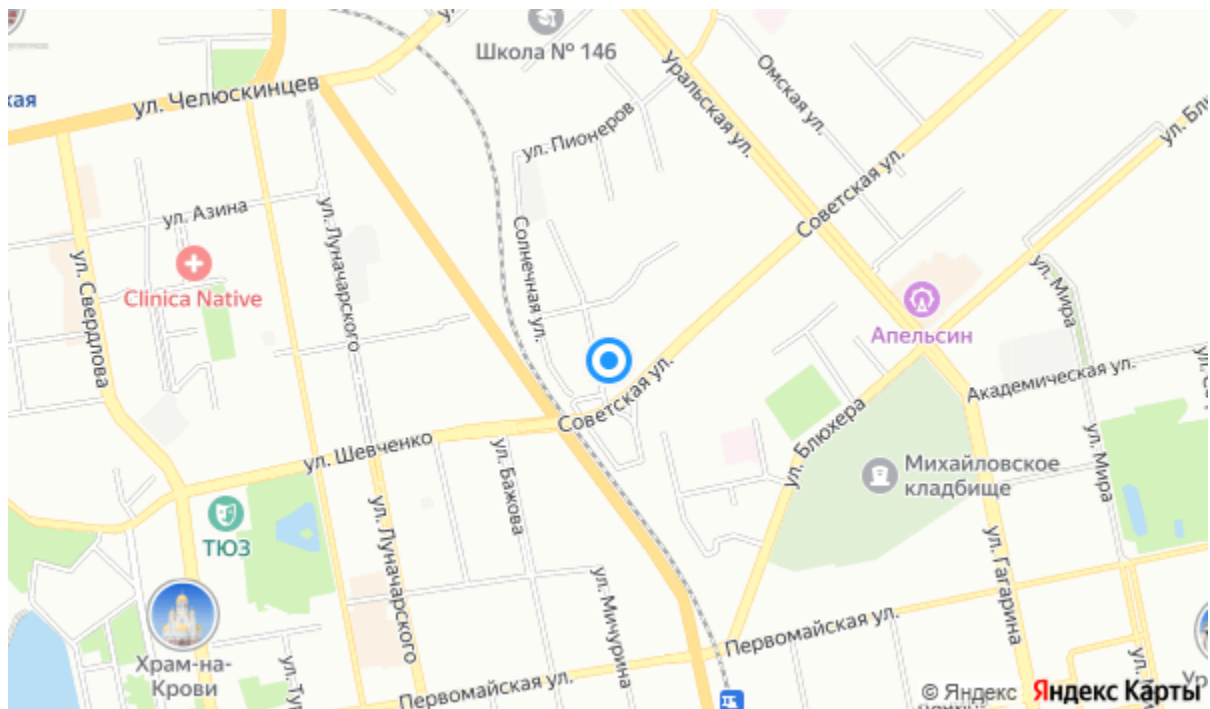 Школа № 146
ул. Челюскинцев
Уральская ул.
Омская ул.
ул. Пионеров
Советская ул.
ул. Азина
ул. Луначарского
Солнечная ул.
ул. Свердлова
Clinica Native
ул. Мира
Апельсин
Академическая ул.
Советская ул.
ул. Шевченко
ул. Блюхера
ул. Бажова
Михайловское
кладбище
ул. Мира
ул. Луначарского
ТЮЗ
ул. Гагарина
ул. Мичурина
Первомайская ул.
Храм-на-
Крови
Первомайская ул.
© Яндекс Яндекс Карты